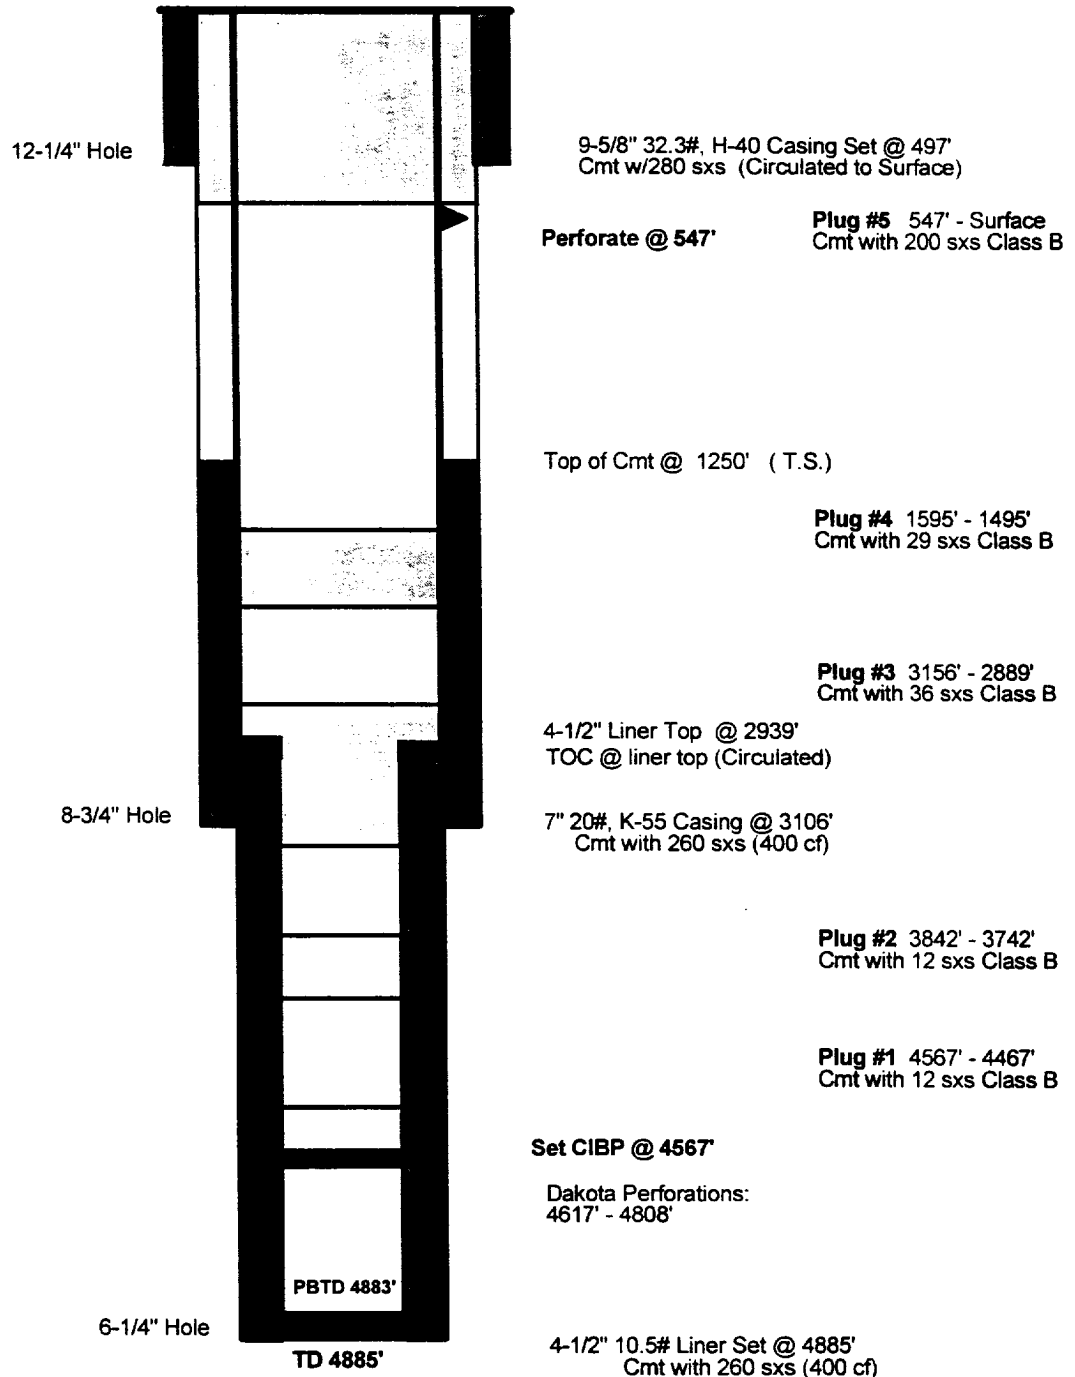 12-1/4" Hole
9-5/8" 32.3#, H-40 Casing Set @ 497'
Cmt w/280 sxs (Circulated to Surface)
Perforate @ 547'
Plug #5 547' - Surface
Cmt with 200 sxs Class B
Top of Cmt @ 1250' ( T.S.)
Plug #4 1595' - 1495'
Cmt with 29 sxs Class B
Plug #3 3156' - 2889'
Cmt with 36 sxs Class B
4-1/2" Liner Top @ 2939'
TOC @ liner top (Circulated)
8-3/4" Hole
7" 20#, K-55 Casing @ 3106'
Cmt with 260 sxs (400 cf)
Plug #2 3842' - 3742'
Cmt with 12 sxs Class B
Plug #1 4567' - 4467'
Cmt with 12 sxs Class B
Set CIBP @ 4567'
Dakota Perforations:
4617' - 4808'
PBTD 4883'
6-1/4" Hole
TD 4885'
4-1/2" 10.5# Liner Set @ 4885'
Cmt with 260 sxs (400 cf)